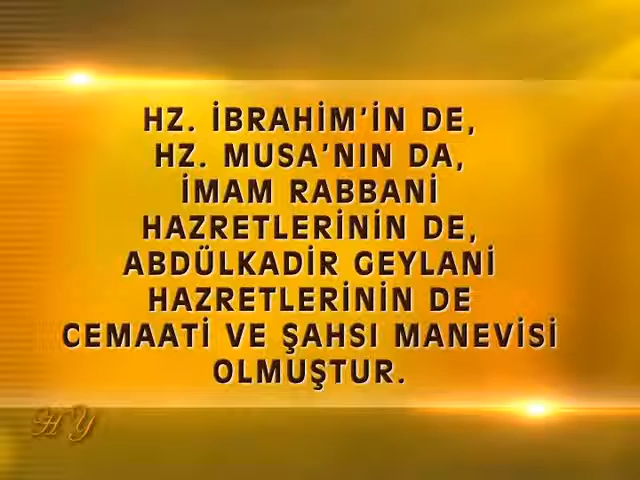 HZ. İBRAHİM'İN DE,
HZ. MUSA'NIN DA,
İMAM RABBANİ
HAZRETLERİNİN DE,
ABDÜLKADİR GEYLANİ
HAZRETLERİNİN DE
CEMAATİ VE ŞAHSI MANEVİSİ
OLMUŞTUR.
HY